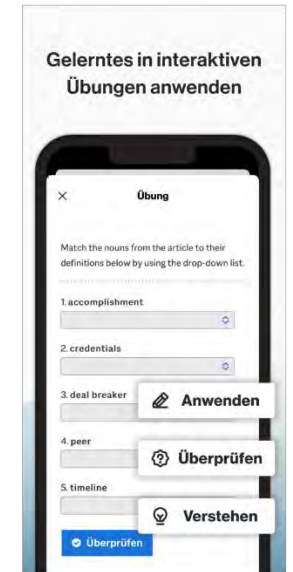 Gelerntes in interaktiven
Übungen anwenden
Übung
Match the nouns from the article to their
definitions below by using the drop-down list.
1. accomplishment
2. credentials
3. deal breaker
Anwenden
4. peer
Überprüfen
5. timeline
Verstehen
Überprüfen